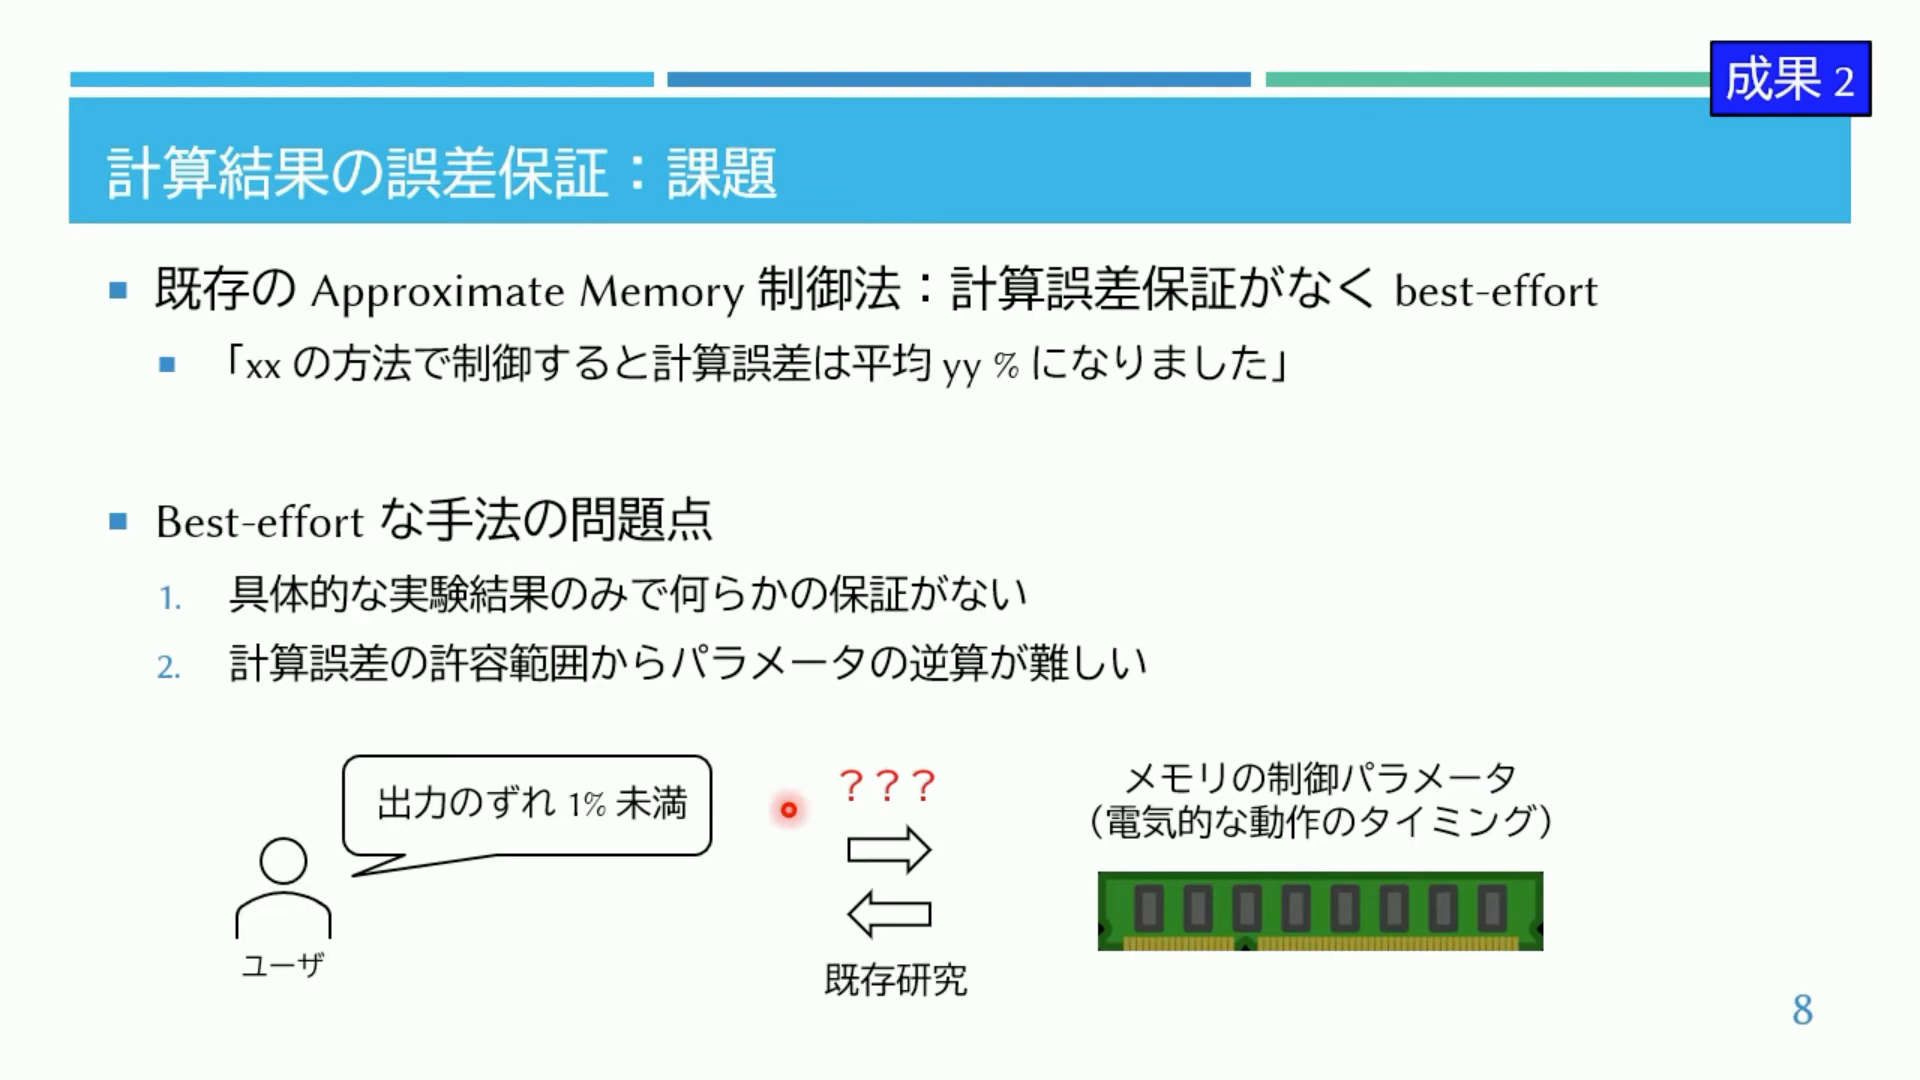 成果 2
計算結果の誤差保証：課題
既存の Approximate Memory 制御法：計算誤差保証がなく best-effort
「xx の方法で制御すると計算誤差は平均 yy % になりました」
Best-effort な手法の問題点
1. 具体的な実験結果のみで何らかの保証がない
2. 計算誤差の許容範囲からパラメータの逆算が難しい
出力のずれ 1% 未満
ユーザ
？？？
既存研究
メモリの制御パラメータ
（電気的な動作のタイミング）
8